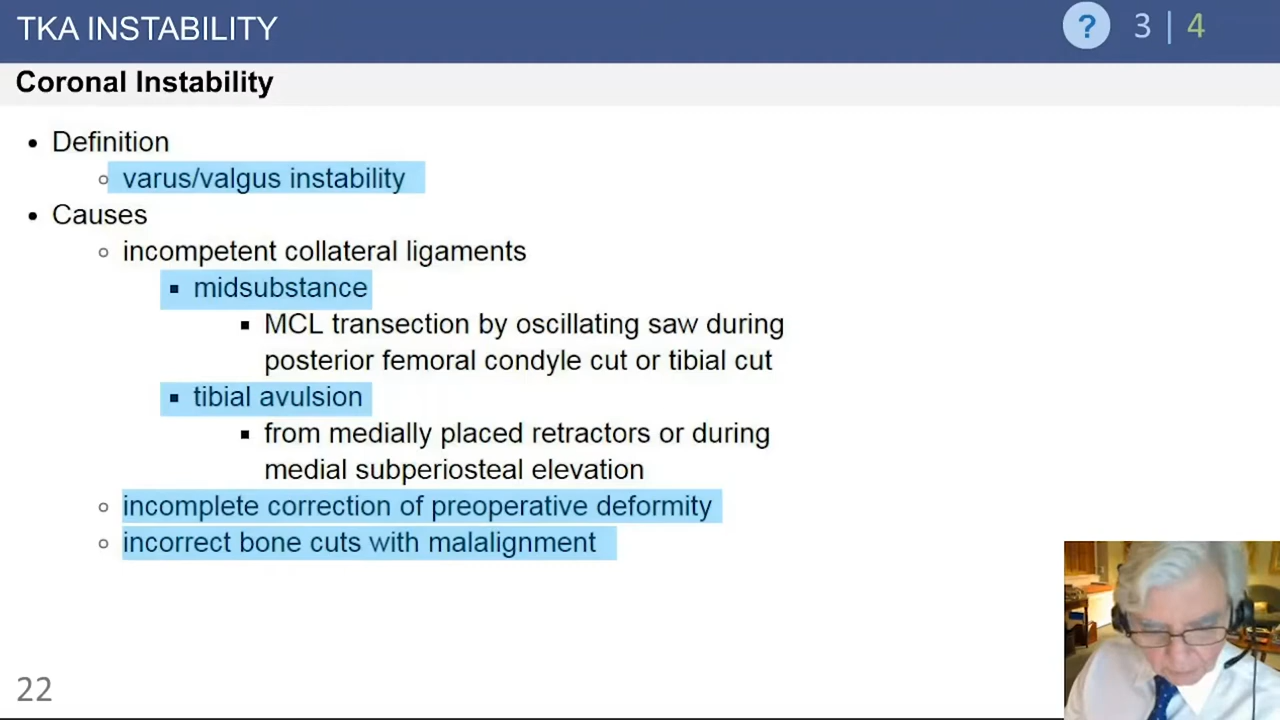 TKA INSTABILITY
? 3 | 4
Coronal Instability
• Definition
○ varus/valgus instability
• Causes
○ incompetent collateral ligaments
▪ midsubstance
▪ MCL transection by oscillating saw during
posterior femoral condyle cut or tibial cut
▪ tibial avulsion
▪ from medially placed retractors or during
medial subperiosteal elevation
○ incomplete correction of preoperative deformity
○ incorrect bone cuts with malalignment
22